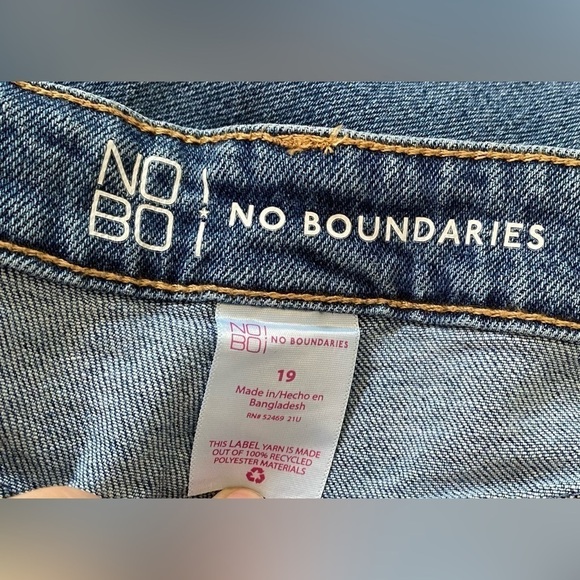 NO
BO
NO BOUNDARIES
NO
BO
NO BOUNDARIES
19
Made in/Hecho en
Bangladesh
RN# 52469 21U
THIS LABEL YARN IS MADE
OUT OF 100% RECYCLED
POLYESTER MATERIALS